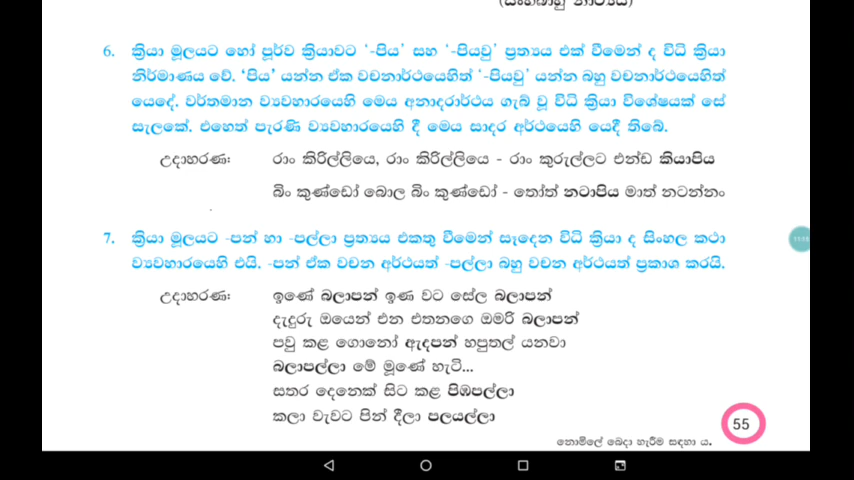 (සිංහබාහු නාට්‍යය)
6. ක්‍රියා මූලයට හෝ පූර්ව ක්‍රියාවට ‘-පිය’ සහ ‘-පියවු’ ප්‍රත්‍යය එක් වීමෙන් ද විධි ක්‍රියා
නිර්මාණය වේ. ‘පිය’ යන්න ඒක වචනාර්ථයෙහිත් ‘-පියවු’ යන්න බහු වචනාර්ථයෙහිත්
යෙදේ. වර්තමාන ව්‍යවහාරයෙහි මෙය අනාදරාර්ථය ගැබ් වූ විධි ක්‍රියා විශේෂයක් සේ
සැලකේ. එහෙත් පැරණි ව්‍යවහාරයෙහි දී මෙය සාදර අර්ථයෙහි යෙදී තිබේ.
උදාහරණ: රාං කිරිල්ලියෙ, රාං කිරිල්ලියෙ - රාං කුරුල්ලට එන්ඩ කියාපිය
බිං කුණ්ඩෝ බොල බිං කුණ්ඩෝ - තෝත් නටාපිය මාත් නටන්නං
7. ක්‍රියා මූලයට -පන් හා -පල්ලා ප්‍රත්‍යය එකතු වීමෙන් සෑදෙන විධි ක්‍රියා ද සිංහල කථා
ව්‍යවහාරයෙහි එයි. -පන් ඒක වචන අර්ථයත් -පල්ලා බහු වචන අර්ථයත් ප්‍රකාශ කරයි.
උදාහරණ: ඉණේ බලාපන් ඉණ වට සේල බලාපන්
දැදුරු ඔයෙන් එන එතනගෙ ඔමරි බලාපන්
පවු කළ ගොනෝ ඇදපන් හපුතල් යනවා
බලාපල්ලා මේ මූණේ හැටි...
සතර දෙනෙක් සිට කළ පිඹපල්ලා
කලා වැවට පින් දීලා පලයල්ලා
55
නොමිලේ බෙදා හැරීම සඳහා ය.
11:13